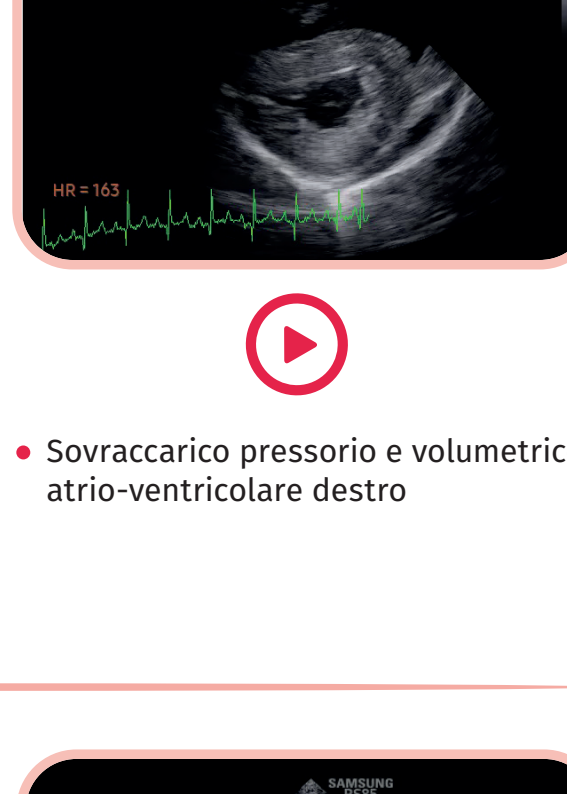 HR = 163
Sovraccarico pressorio e volumetric
atrio-ventricolare destro
SAMSUNG